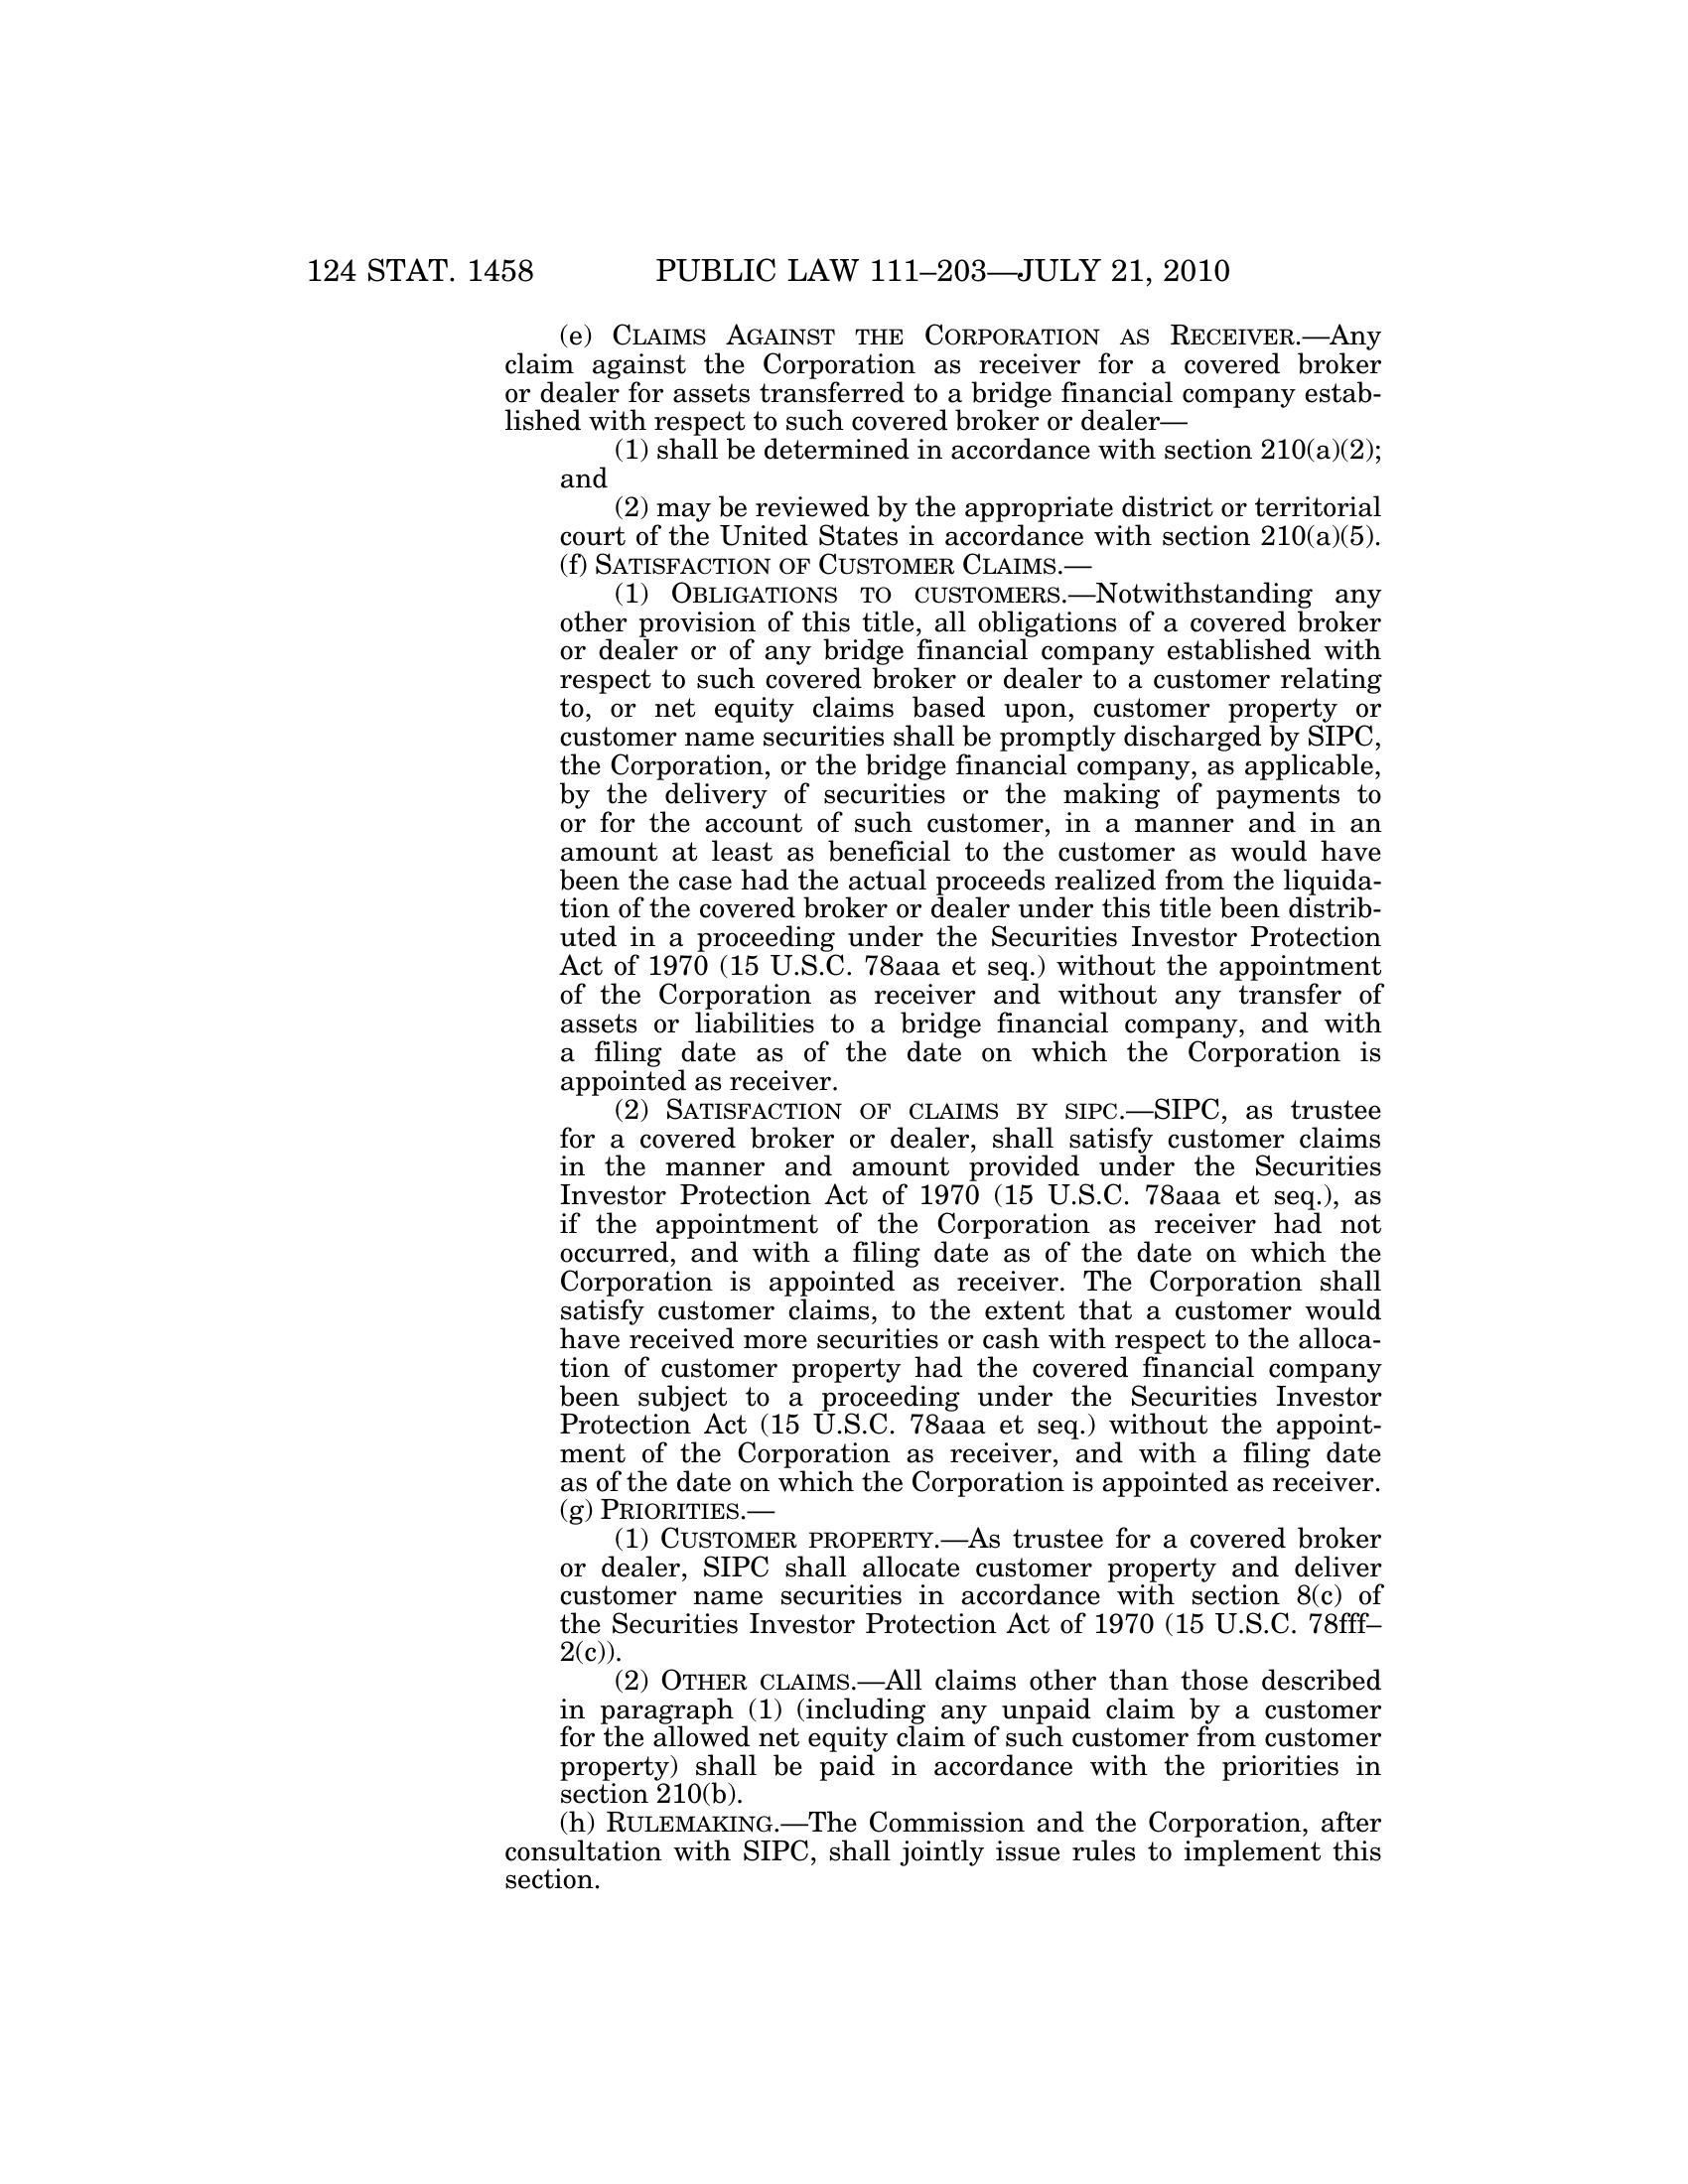 124 STAT. 1458 PUBLIC LAW 111–203—JULY 21, 2010
(e) CLAIMS AGAINST THE CORPORATION AS RECEIVER.—Any
claim against the Corporation as receiver for a covered broker
or dealer for assets transferred to a bridge financial company estab-
lished with respect to such covered broker or dealer—
(1) shall be determined in accordance with section 210(a)(2);
and
(2) may be reviewed by the appropriate district or territorial
court of the United States in accordance with section 210(a)(5).
(f) SATISFACTION OF CUSTOMER CLAIMS.—
(1) OBLIGATIONS TO CUSTOMERS.—Notwithstanding any
other provision of this title, all obligations of a covered broker
or dealer or of any bridge financial company established with
respect to such covered broker or dealer to a customer relating
to, or net equity claims based upon, customer property or
customer name securities shall be promptly discharged by SIPC,
the Corporation, or the bridge financial company, as applicable,
by the delivery of securities or the making of payments to
or for the account of such customer, in a manner and in an
amount at least as beneficial to the customer as would have
been the case had the actual proceeds realized from the liquida-
tion of the covered broker or dealer under this title been distrib-
uted in a proceeding under the Securities Investor Protection
Act of 1970 (15 U.S.C. 78aaa et seq.) without the appointment
of the Corporation as receiver and without any transfer of
assets or liabilities to a bridge financial company, and with
a filing date as of the date on which the Corporation is
appointed as receiver.
(2) SATISFACTION OF CLAIMS BY SIPC.—SIPC, as trustee
for a covered broker or dealer, shall satisfy customer claims
in the manner and amount provided under the Securities
Investor Protection Act of 1970 (15 U.S.C. 78aaa et seq.), as
if the appointment of the Corporation as receiver had not
occurred, and with a filing date as of the date on which the
Corporation is appointed as receiver. The Corporation shall
satisfy customer claims, to the extent that a customer would
have received more securities or cash with respect to the alloca-
tion of customer property had the covered financial company
been subject to a proceeding under the Securities Investor
Protection Act (15 U.S.C. 78aaa et seq.) without the appoint-
ment of the Corporation as receiver, and with a filing date
as of the date on which the Corporation is appointed as receiver.
(g) PRIORITIES.—
(1) CUSTOMER PROPERTY.—As trustee for a covered broker
or dealer, SIPC shall allocate customer property and deliver
customer name securities in accordance with section 8(c) of
the Securities Investor Protection Act of 1970 (15 U.S.C. 78fff–
2(c)).
(2) OTHER CLAIMS.—All claims other than those described
in paragraph (1) (including any unpaid claim by a customer
for the allowed net equity claim of such customer from customer
property) shall be paid in accordance with the priorities in
section 210(b).
(h) RULEMAKING.—The Commission and the Corporation, after
consultation with SIPC, shall jointly issue rules to implement this
section.